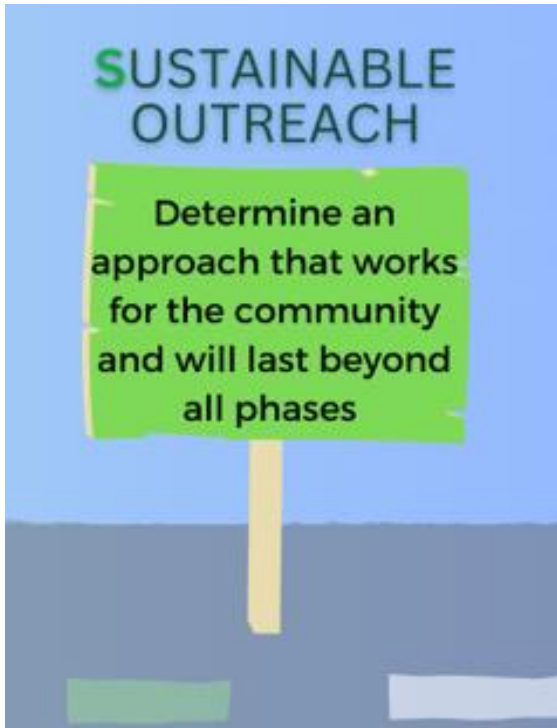 SUSTAINABLE
OUTREACH
Determine an
approach that works
for the community
and will last beyond
all phases